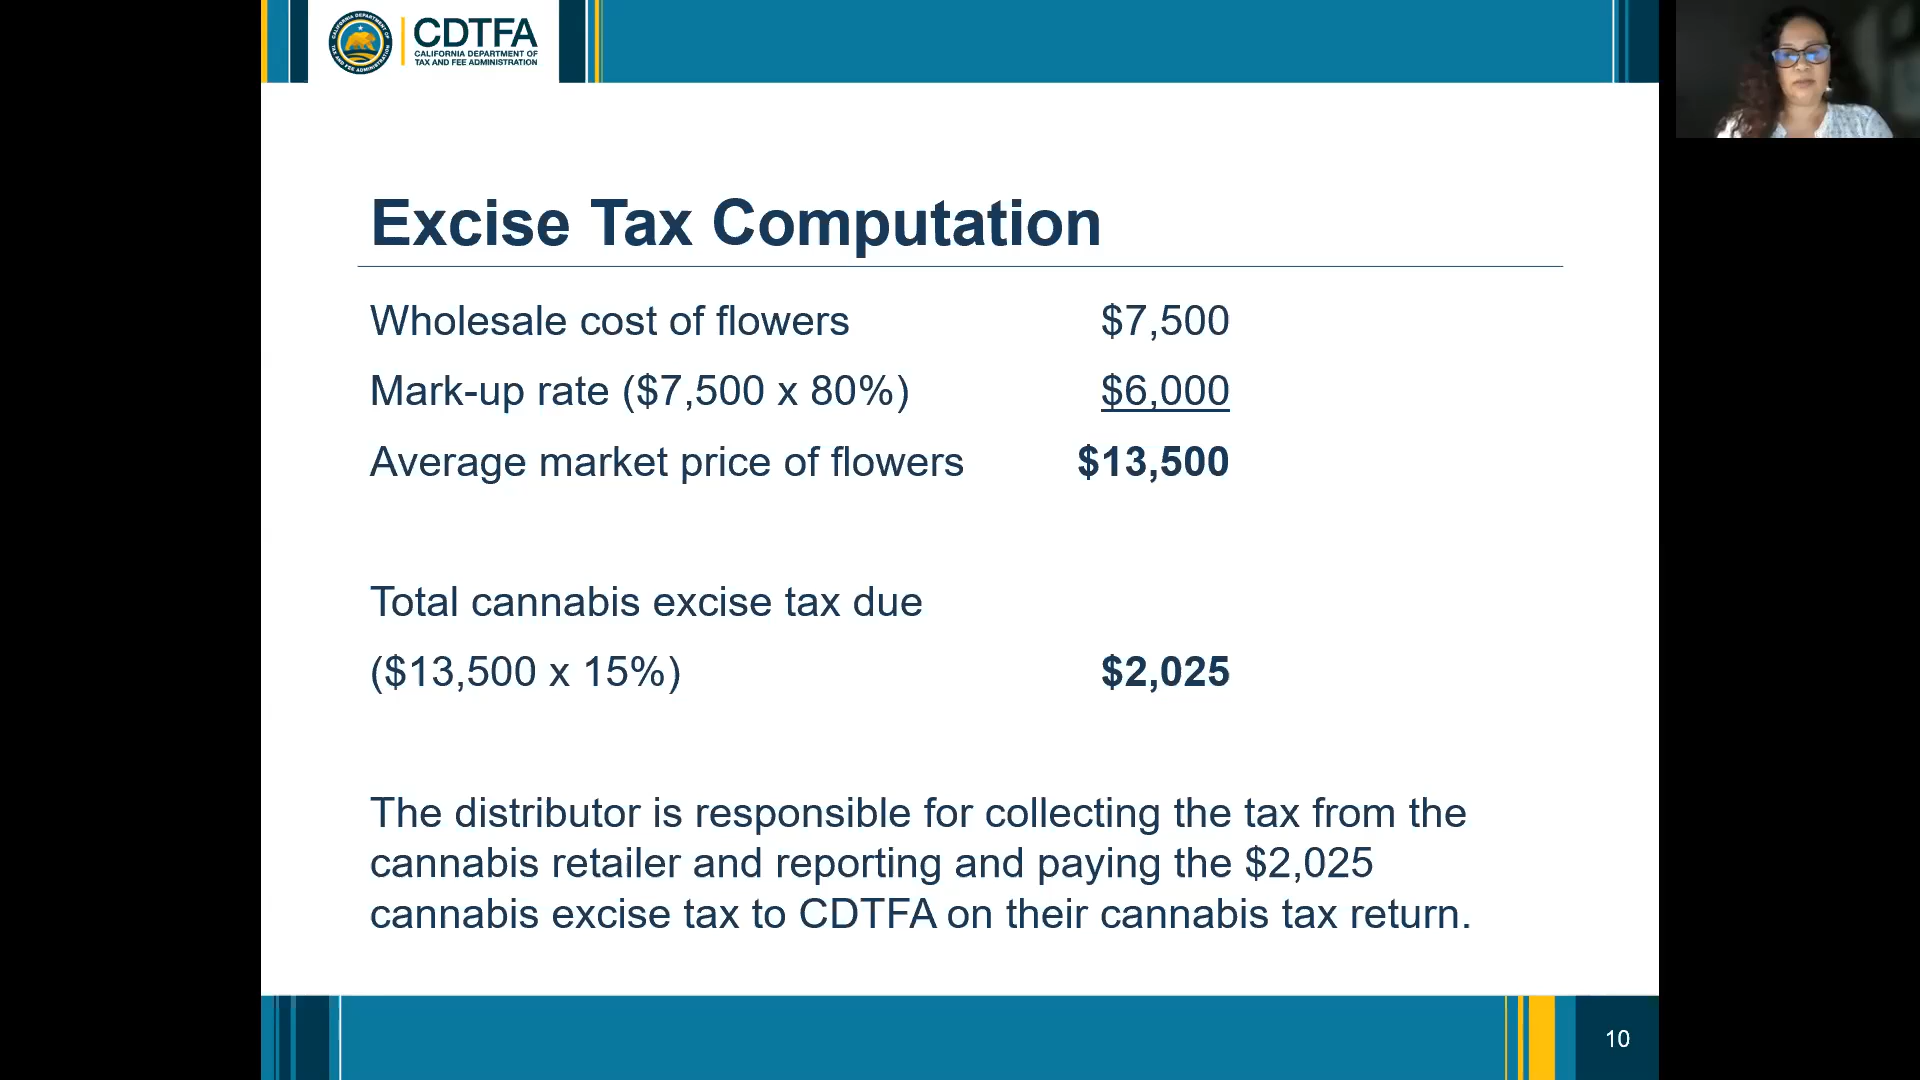 CDTFA
CALIFORNIA DEPARTMENT OF
TAX AND FEE ADMINISTRATION
Excise Tax Computation
Wholesale cost of flowers $7,500
Mark-up rate ($7,500 x 80%) $6,000
Average market price of flowers $13,500
Total cannabis excise tax due
($13,500 x 15%) $2,025
The distributor is responsible for collecting the tax from the
cannabis retailer and reporting and paying the $2,025
cannabis excise tax to CDTFA on their cannabis tax return.
10